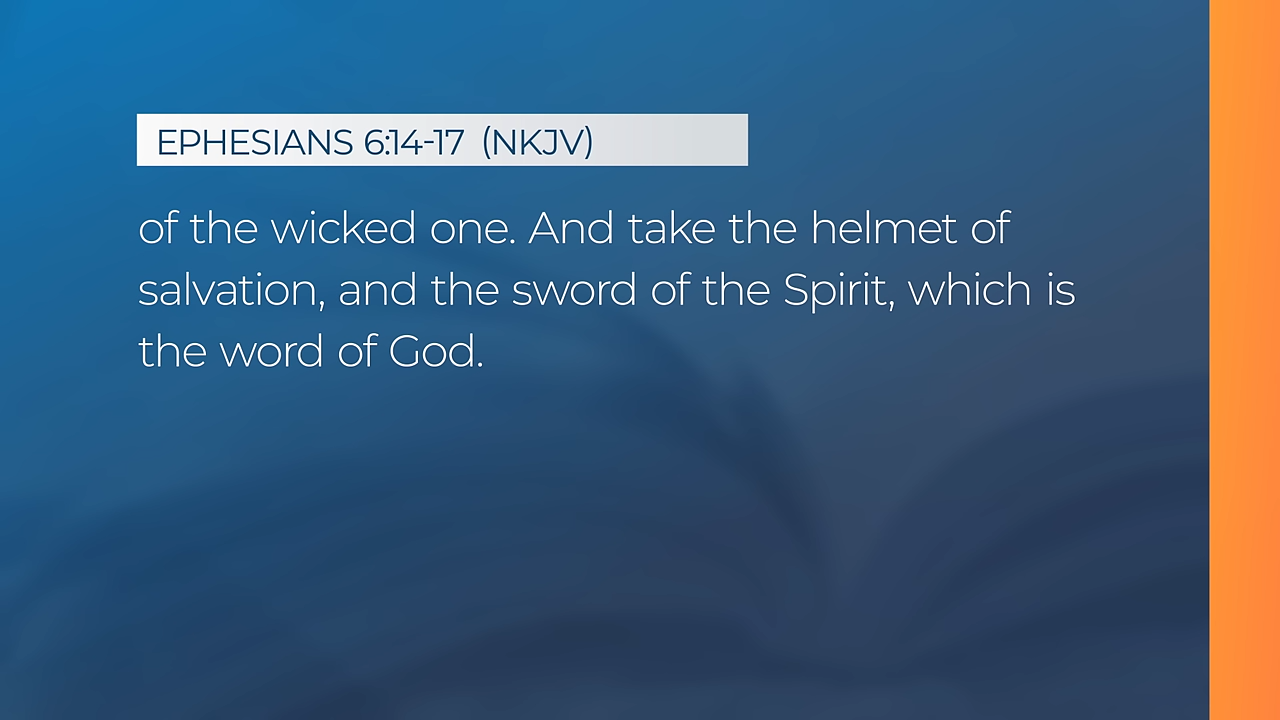 EPHESIANS 6:14-17 (NKJV)
of the wicked one. And take the helmet of
salvation, and the sword of the Spirit, which is
the word of God.